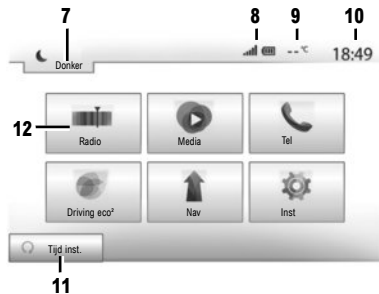 7
8
9
10
Donker
--°C
18:49
12
Radio
Media
Tel
Driving eco²
Nav
Inst
Tijd inst.
11